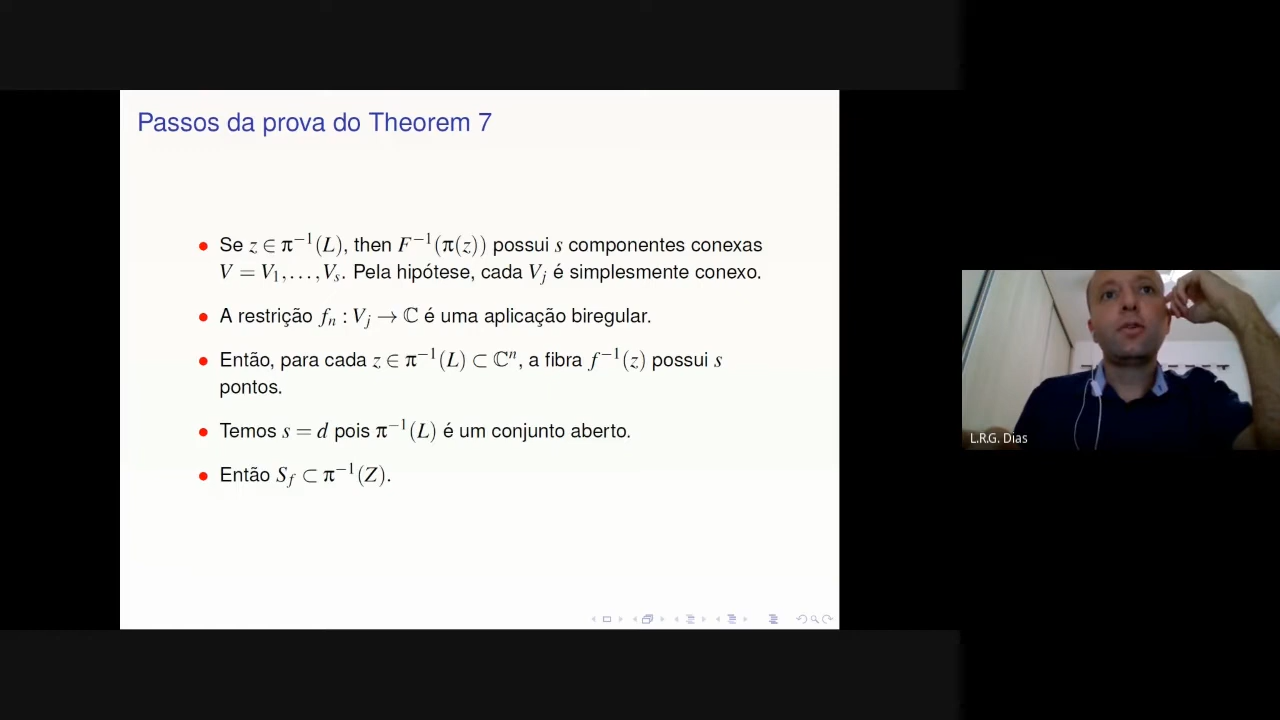 Passos da prova do Theorem 7
• Se z ∈ π⁻¹(L), then F⁻¹(π(z)) possui s componentes conexas
V = V₁, . . . , Vₛ. Pela hipótese, cada Vⱼ é simplesmente conexo.
• A restrição fₙ : Vⱼ → ℂ é uma aplicação biregular.
• Então, para cada z ∈ π⁻¹(L) ⊂ ℂⁿ, a fibra f⁻¹(z) possui s
pontos.
• Temos s = d pois π⁻¹(L) é um conjunto aberto.
• Então S_f ⊂ π⁻¹(Z).
L.R.G. Dias